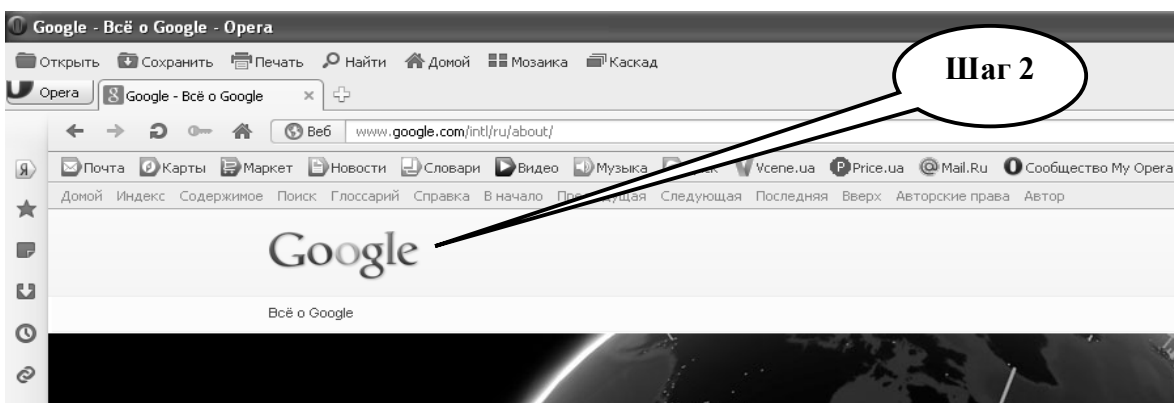 Google - Всё о Google - Opera
Открыть Сохранить Печать Найти Домой Мозаика Каскад
Шаг 2
Opera Google - Всё о Google
Веб www.google.com/intl/ru/about/
Я Почта Карты Маркет Новости Словари Видео Музыка Vcene.ua Price.ua Mail.Ru Сообщество My Opera
Домой Индекс Содержимое Поиск Глоссарий Справка В начало Следующая Последняя Вверх Авторские права Автор
Google
Всё о Google